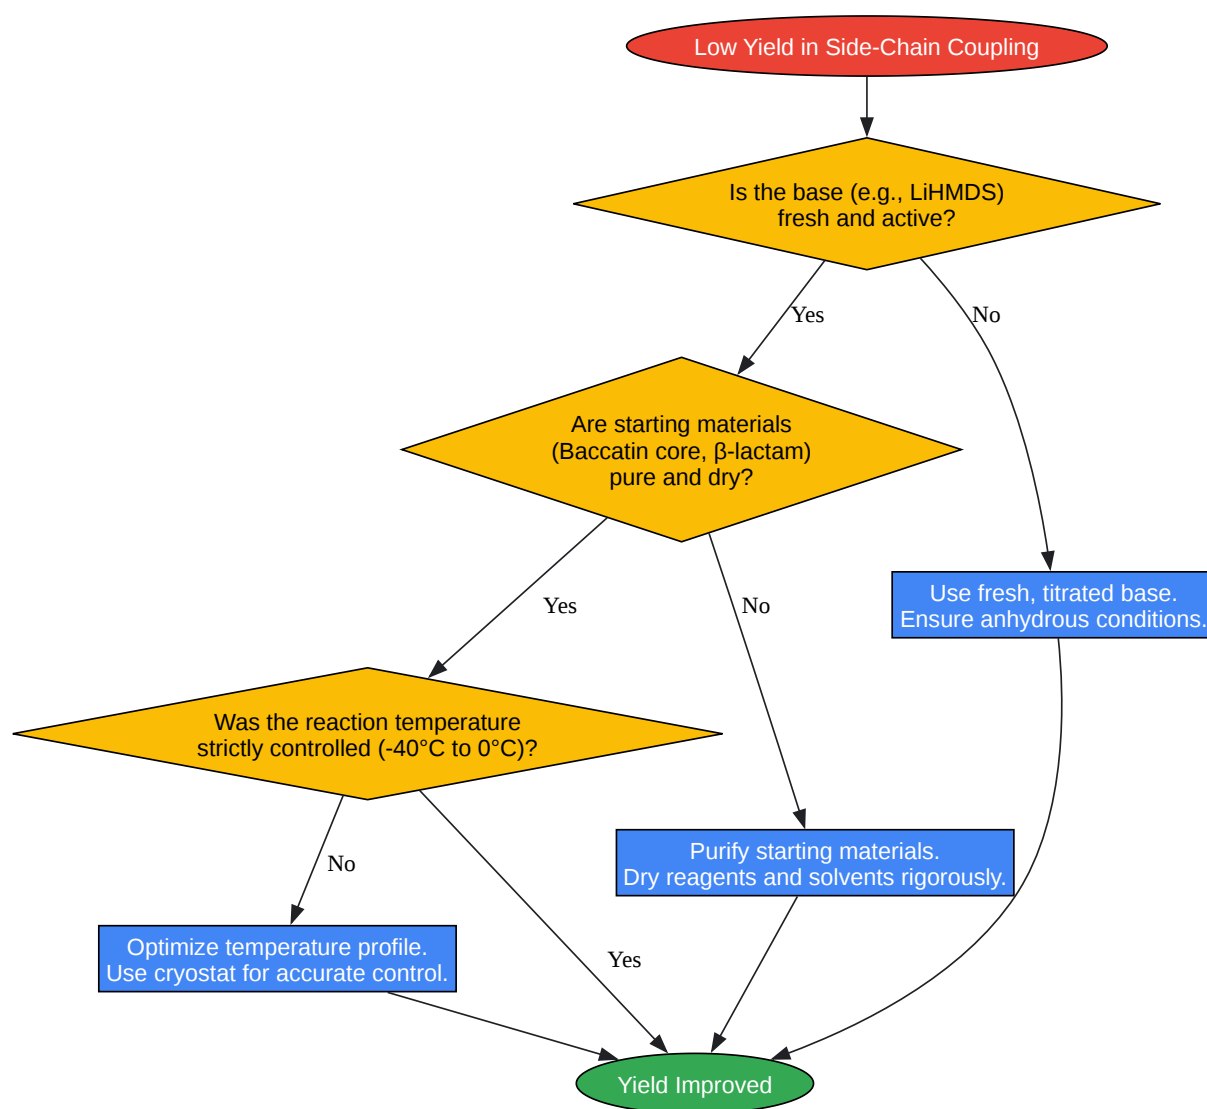 Low Yield in Side-Chain Coupling
Is the base (e.g., LiHMDS)
fresh and active?
Yes
No
Are starting materials
(Baccatin core, β-lactam)
pure and dry?
Use fresh, titrated base.
Ensure anhydrous conditions.
Yes
No
Was the reaction temperature
strictly controlled (-40°C to 0°C)?
Purify starting materials.
Dry reagents and solvents rigorously.
No
Yes
Optimize temperature profile.
Use cryostat for accurate control.
Yield Improved